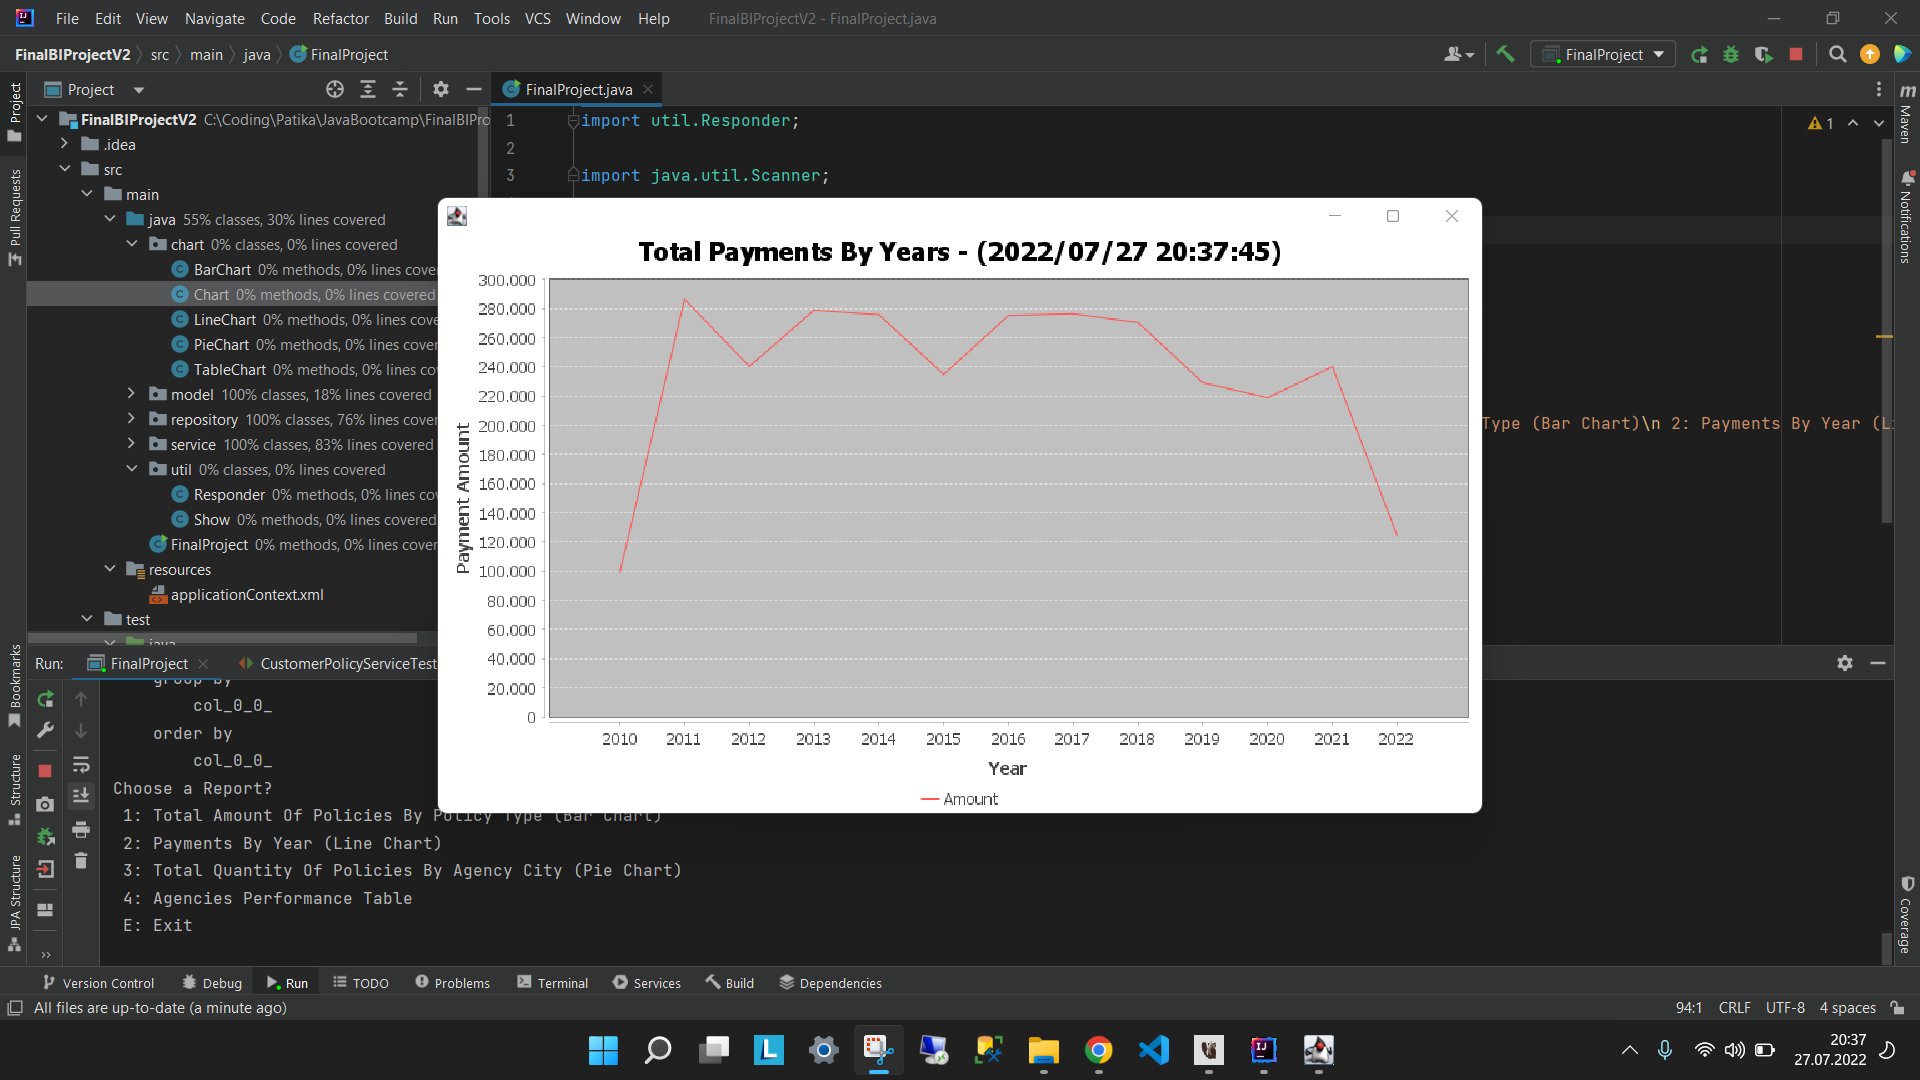 File Edit View Navigate Code Refactor Build Run Tools VCS Window Help FinalBIProjectV2 - FinalProject.java
FinalBIProjectV2 src main java FinalProject
FinalProject
Project
FinalProject.java
Project
Pull Requests
Bookmarks
Structure
JPA Structure
FinalBIProjectV2 C:\Coding\Patika\JavaBootcamp\FinalBIPro
.idea
src
main
java 55% classes, 30% lines covered
chart 0% classes, 0% lines covered
BarChart 0% methods, 0% lines cove
Chart 0% methods, 0% lines covered
LineChart 0% methods, 0% lines cove
PieChart 0% methods, 0% lines cove
TableChart 0% methods, 0% lines co
model 100% classes, 18% lines covered
repository 100% classes, 76% lines cover
service 100% classes, 83% lines covered
util 0% classes, 0% lines covered
Responder 0% methods, 0% lines co
Show 0% methods, 0% lines covered
FinalProject 0% methods, 0% lines cover
resources
applicationContext.xml
test
java
1 import util.Responder;
2
3 import java.util.Scanner;
1
Type (Bar Chart)\n 2: Payments By Year (Li
Maven
Notifications
Coverage
Total Payments By Years - (2022/07/27 20:37:45)
300.000
280.000
260.000
240.000
220.000
200.000
180.000
160.000
140.000
120.000
100.000
80.000
60.000
40.000
20.000
0
Payment Amount
2010 2011 2012 2013 2014 2015 2016 2017 2018 2019 2020 2021 2022
Year
Amount
Run: FinalProject CustomerPolicyServiceTest
group by
col_0_0_
order by
col_0_0_
Choose a Report?
1: Total Amount Of Policies By Policy Type (Bar Chart)
2: Payments By Year (Line Chart)
3: Total Quantity Of Policies By Agency City (Pie Chart)
4: Agencies Performance Table
E: Exit
Version Control Debug Run TODO Problems Terminal Services Build Dependencies
All files are up-to-date (a minute ago)
94:1 CRLF UTF-8 4 spaces
20:37
27.07.2022